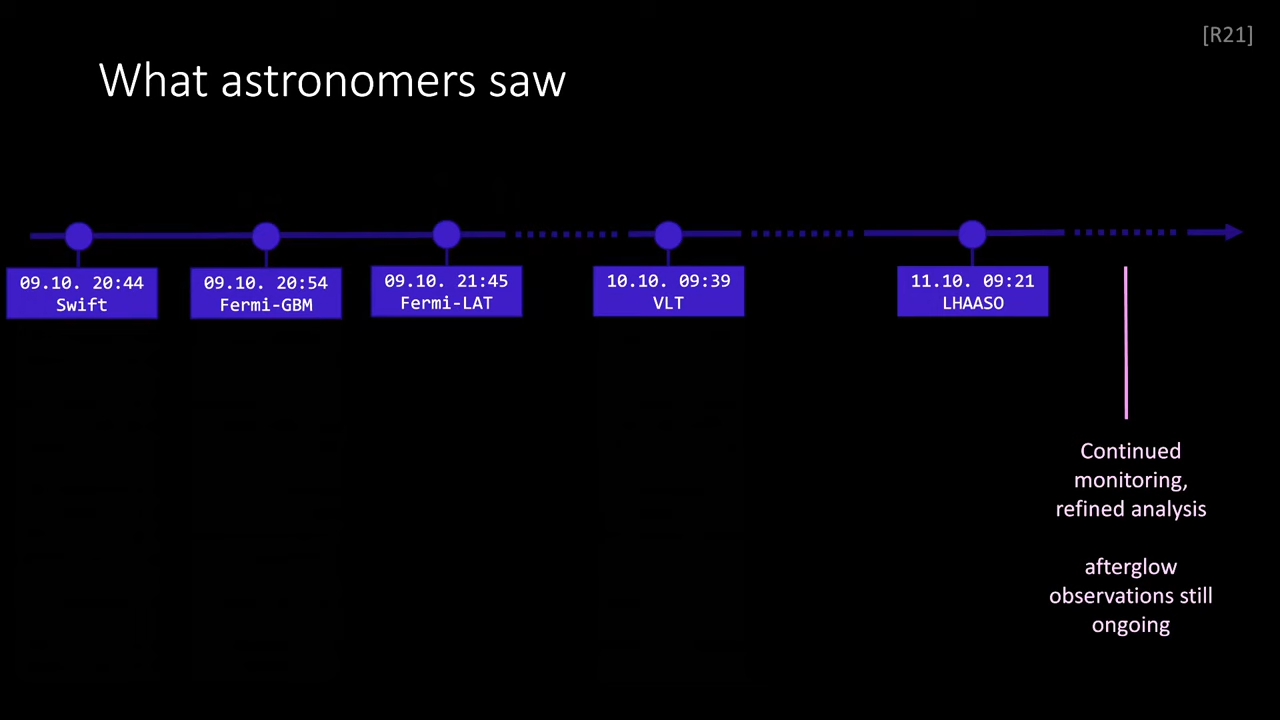 [R21]
What astronomers saw
09.10. 20:44
Swift
09.10. 20:54
Fermi-GBM
09.10. 21:45
Fermi-LAT
10.10. 09:39
VLT
11.10. 09:21
LHAASO
Continued
monitoring,
refined analysis
afterglow
observations still
ongoing